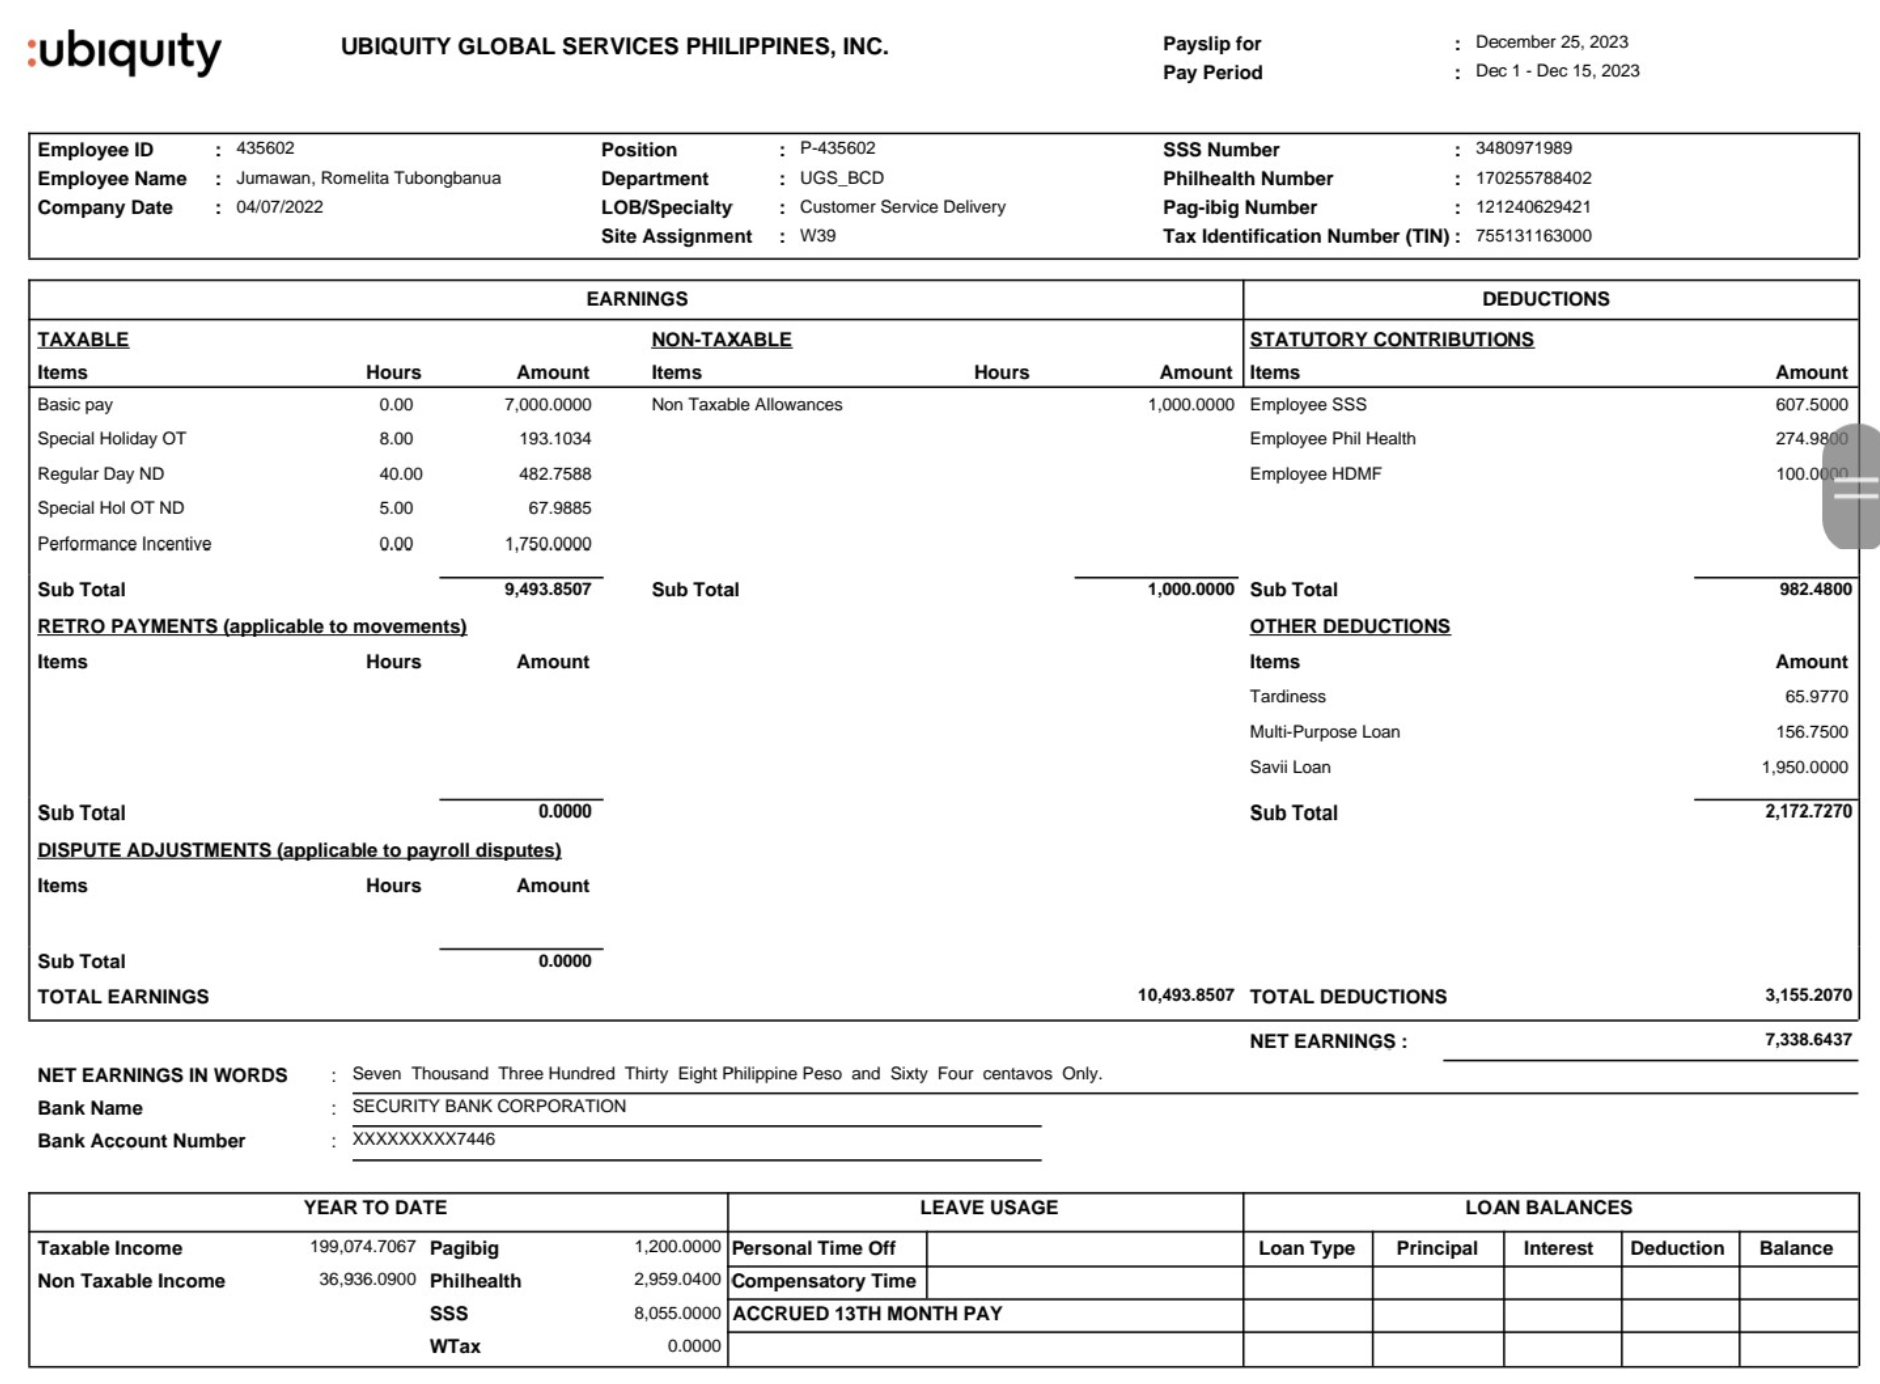 :ubiquity UBIQUITY GLOBAL SERVICES PHILIPPINES, INC. Payslip for : December 25, 2023
Pay Period : Dec 1 - Dec 15, 2023
Employee ID : 435602 Position : P-435602 SSS Number : 3480971989
Employee Name : Jumawan, Romelita Tubongbanua Department : UGS_BCD Philhealth Number : 170255788402
Company Date : 04/07/2022 LOB/Specialty : Customer Service Delivery Pag-ibig Number : 121240629421
Site Assignment : W39 Tax Identification Number (TIN) : 755131163000
EARNINGS DEDUCTIONS
TAXABLE NON-TAXABLE STATUTORY CONTRIBUTIONS
Items Hours Amount Items Hours Amount Items Amount
Basic pay 0.00 7,000.0000 Non Taxable Allowances 1,000.0000 Employee SSS 607.5000
Special Holiday OT 8.00 193.1034 Employee Phil Health 274.9800
Regular Day ND 40.00 482.7588 Employee HDMF 100.0000
Special Hol OT ND 5.00 67.9885
Performance Incentive 0.00 1,750.0000
Sub Total 9,493.8507 Sub Total 1,000.0000 Sub Total 982.4800
RETRO PAYMENTS (applicable to movements) OTHER DEDUCTIONS
Items Hours Amount Items Amount
Tardiness 65.9770
Multi-Purpose Loan 156.7500
Savii Loan 1,950.0000
Sub Total 0.0000 Sub Total 2,172.7270
DISPUTE ADJUSTMENTS (applicable to payroll disputes)
Items Hours Amount
Sub Total 0.0000
TOTAL EARNINGS 10,493.8507 TOTAL DEDUCTIONS 3,155.2070
NET EARNINGS : 7,338.6437
NET EARNINGS IN WORDS : Seven Thousand Three Hundred Thirty Eight Philippine Peso and Sixty Four centavos Only.
Bank Name : SECURITY BANK CORPORATION
Bank Account Number : XXXXXXXXX7446
YEAR TO DATE LEAVE USAGE LOAN BALANCES
Taxable Income 199,074.7067 Pagibig 1,200.0000 Personal Time Off Loan Type Principal Interest Deduction Balance
Non Taxable Income 36,936.0900 Philhealth 2,959.0400 Compensatory Time
SSS 8,055.0000 ACCRUED 13TH MONTH PAY
WTax 0.0000